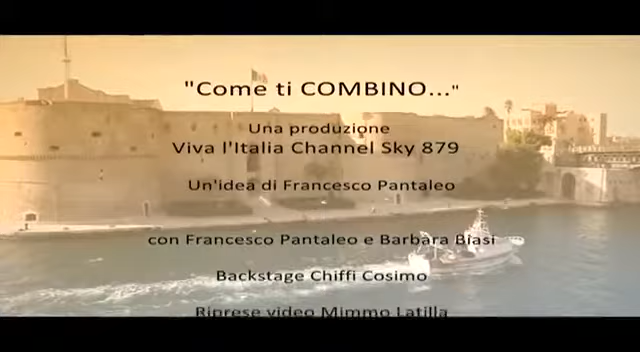 "Come ti COMBINO..."
Una produzione
Viva l'Italia Channel Sky 879
Un'idea di Francesco Pantaleo
con Francesco Pantaleo e Barbara Biasi
Backstage Chiffi Cosimo
Riprese video Mimmo Latilla